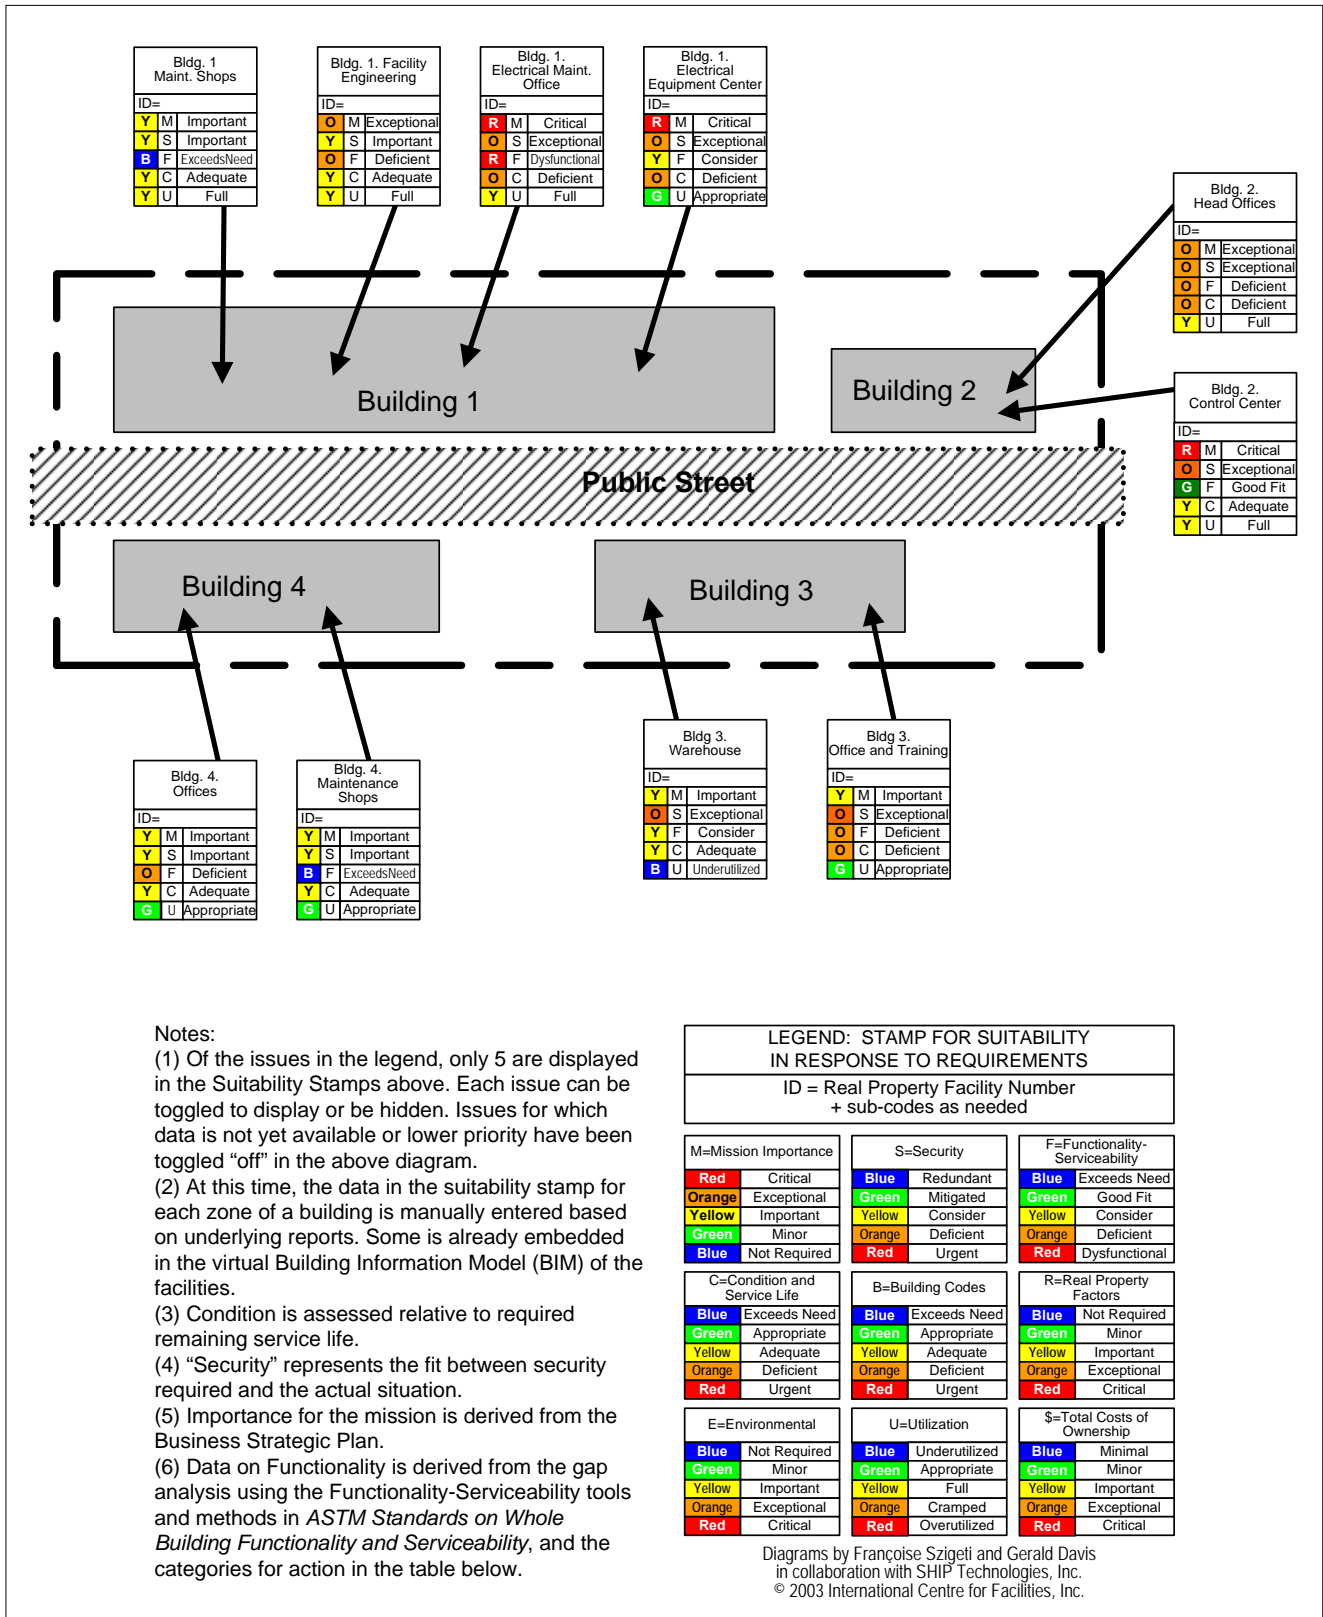 Bldg. 1
Maint. Shops
ID=
Y M Important
Y S Important
B F ExceedsNeed
Y C Adequate
Y U Full
Bldg. 1. Facility
Engineering
ID=
O M Exceptional
Y S Important
O F Deficient
Y C Adequate
Y U Full
Bldg. 1.
Electrical Maint.
Office
ID=
R M Critical
O S Exceptional
R F Dysfunctional
O C Deficient
Y U Full
Bldg. 1.
Electrical
Equipment Center
ID=
R M Critical
O S Exceptional
Y F Consider
O C Deficient
G U Appropriate
Bldg. 2.
Head Offices
ID=
O M Exceptional
O S Exceptional
O F Deficient
O C Deficient
Y U Full
Building 1
Building 2
Bldg. 2.
Control Center
ID=
R M Critical
O S Exceptional
G F Good Fit
Y C Adequate
Y U Full
Public Street
Building 4
Building 3
Bldg. 4.
Offices
ID=
Y M Important
Y S Important
O F Deficient
Y C Adequate
G U Appropriate
Bldg. 4.
Maintenance
Shops
ID=
Y M Important
Y S Important
B F ExceedsNeed
Y C Adequate
G U Appropriate
Bldg 3.
Warehouse
ID=
Y M Important
O S Exceptional
Y F Consider
Y C Adequate
B U Underutilized
Bldg 3.
Office and Training
ID=
Y M Important
O S Exceptional
O F Deficient
O C Deficient
G U Appropriate
Notes:
(1) Of the issues in the legend, only 5 are displayed
in the Suitability Stamps above. Each issue can be
toggled to display or be hidden. Issues for which
data is not yet available or lower priority have been
toggled “off” in the above diagram.
(2) At this time, the data in the suitability stamp for
each zone of a building is manually entered based
on underlying reports. Some is already embedded
in the virtual Building Information Model (BIM) of the
facilities.
(3) Condition is assessed relative to required
remaining service life.
(4) “Security” represents the fit between security
required and the actual situation.
(5) Importance for the mission is derived from the
Business Strategic Plan.
(6) Data on Functionality is derived from the gap
analysis using the Functionality-Serviceability tools
and methods in ASTM Standards on Whole
Building Functionality and Serviceability, and the
categories for action in the table below.
LEGEND: STAMP FOR SUITABILITY
IN RESPONSE TO REQUIREMENTS
ID = Real Property Facility Number
+ sub-codes as needed
M=Mission Importance
Red Critical
Orange Exceptional
Yellow Important
Green Minor
Blue Not Required
S=Security
Blue Redundant
Green Mitigated
Yellow Consider
Orange Deficient
Red Urgent
F=Functionality-
Serviceability
Blue Exceeds Need
Green Good Fit
Yellow Consider
Orange Deficient
Red Dysfunctional
C=Condition and
Service Life
Blue Exceeds Need
Green Appropriate
Yellow Adequate
Orange Deficient
Red Urgent
B=Building Codes
Blue Exceeds Need
Green Appropriate
Yellow Adequate
Orange Deficient
Red Urgent
R=Real Property
Factors
Blue Not Required
Green Minor
Yellow Important
Orange Exceptional
Red Critical
E=Environmental
Blue Not Required
Green Minor
Yellow Important
Orange Exceptional
Red Critical
U=Utilization
Blue Underutilized
Green Appropriate
Yellow Full
Orange Cramped
Red Overutilized
$=Total Costs of
Ownership
Blue Minimal
Green Minor
Yellow Important
Orange Exceptional
Red Critical
Diagrams by Françoise Szigeti and Gerald Davis
in collaboration with SHIP Technologies, Inc.
© 2003 International Centre for Facilities, Inc.